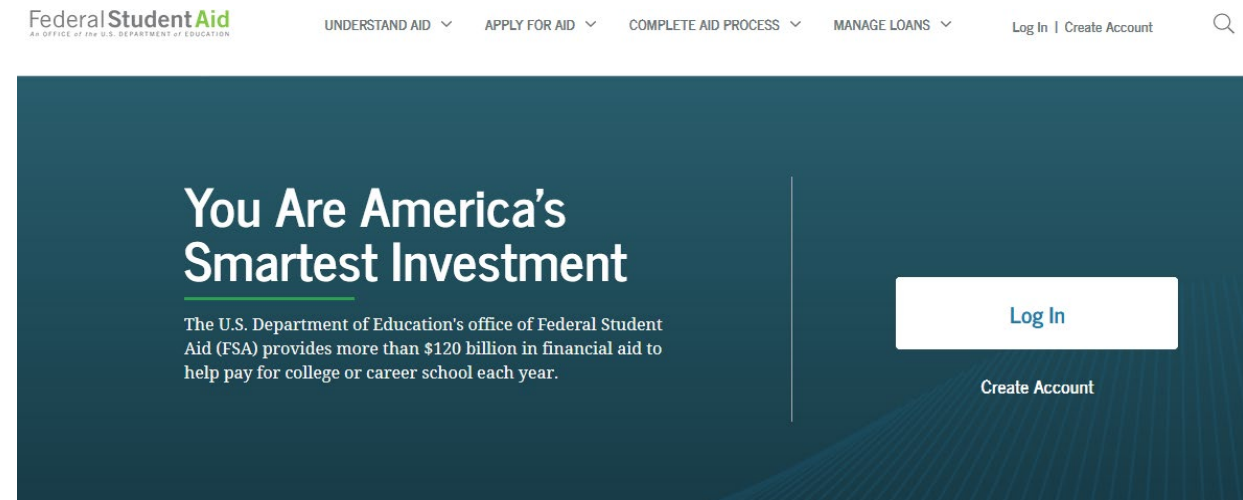 Federal Student Aid
An OFFICE of the U.S. DEPARTMENT of EDUCATION
UNDERSTAND AID
APPLY FOR AID
COMPLETE AID PROCESS
MANAGE LOANS
Log In | Create Account
You Are America's
Smartest Investment
The U.S. Department of Education's office of Federal Student
Aid (FSA) provides more than $120 billion in financial aid to
help pay for college or career school each year.
Log In
Create Account